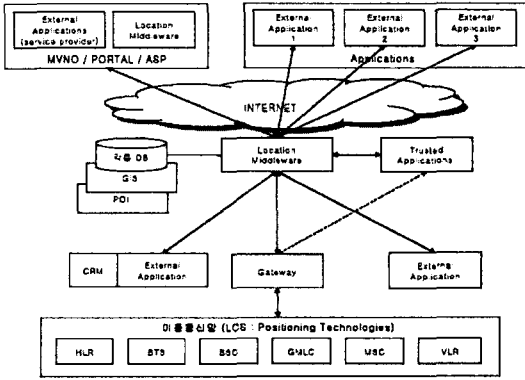 External
Applications
(service provider)
Location
Middleware
MVNO / PORTAL / ASP
External
Application
1
External
Application
2
External
Application
3
Applications
INTERNET
각종 DB
GIS
POI
Location
Middleware
Trusted
Applications
CRM
External
Application
Gateway
External
Application
이동통신망 (LCS : Positioning Technologies)
HLR
BTS
BSC
GMLC
MSC
VLR